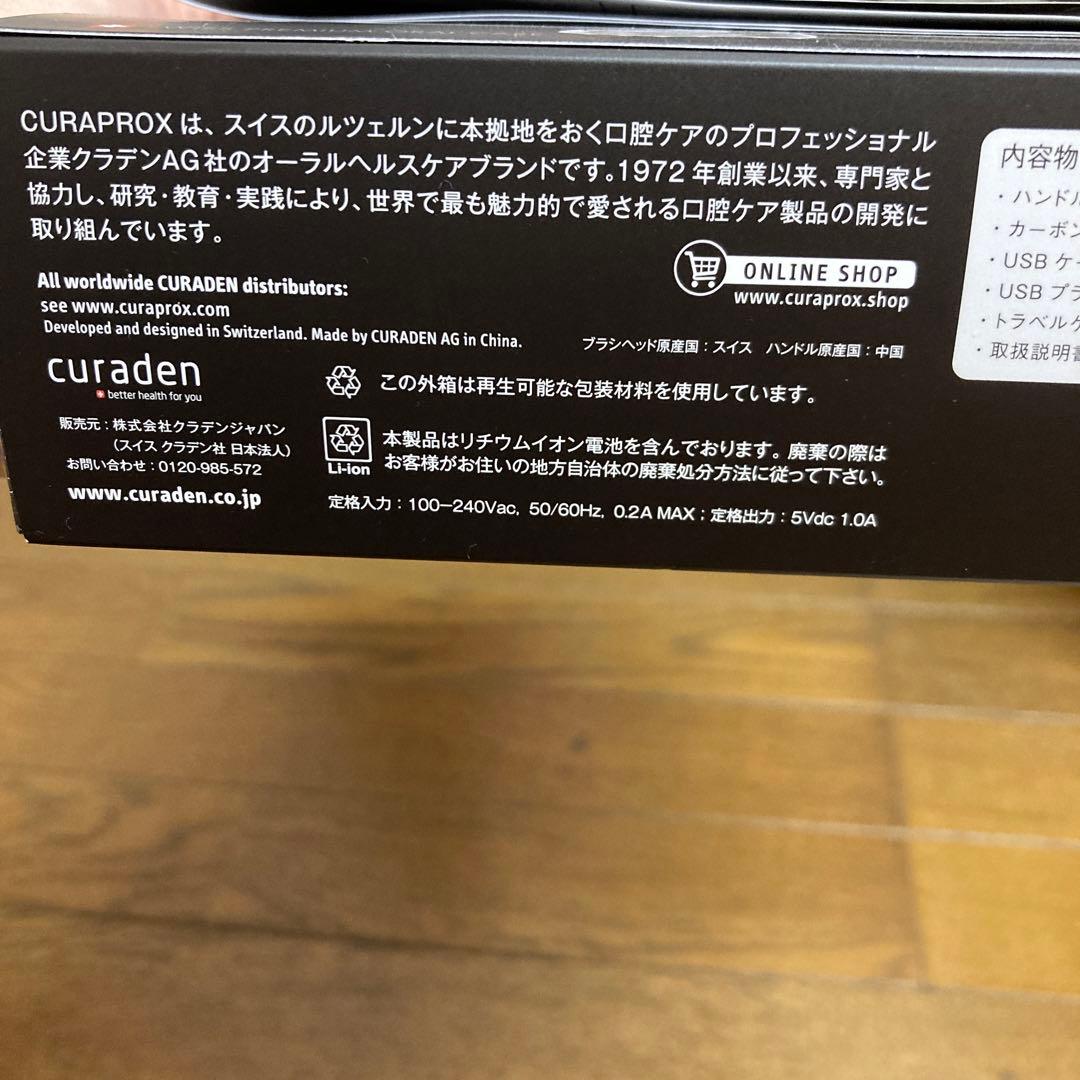 CURAPROX は、スイスのルツェルンに本拠地をおく口腔ケアのプロフェッショナル
企業クラデンAG 社のオーラルヘルスケアブランドです。1972 年創業以来、専門家と
協力し、研究・教育・実践により、世界で最も魅力的で愛される口腔ケア製品の開発に
取り組んでいます。
ONLINE SHOP
www.curaprox.shop
All worldwide CURADEN distributors:
see www.curaprox.com
Developed and designed in Switzerland. Made by CURADEN AG in China.
ブラシヘッド原産国：スイス ハンドル原産国：中国
curaden
better health for you
この外箱は再生可能な包装材料を使用しています。
販売元：株式会社クラデンジャパン
（スイス クラデン社 日本法人）
お問い合わせ：0120-985-572
www.curaden.co.jp
Li-ion
本製品はリチウムイオン電池を含んでおります。廃棄の際は
お客様がお住いの地方自治体の廃棄処分方法に従って下さい。
定格入力：100−240Vac, 50/60Hz, 0.2A MAX；定格出力：5Vdc 1.0A
内容物
・ハンドル
・カーボン
・USB ケー
・USB プラ
・トラベルケ
・取扱説明書